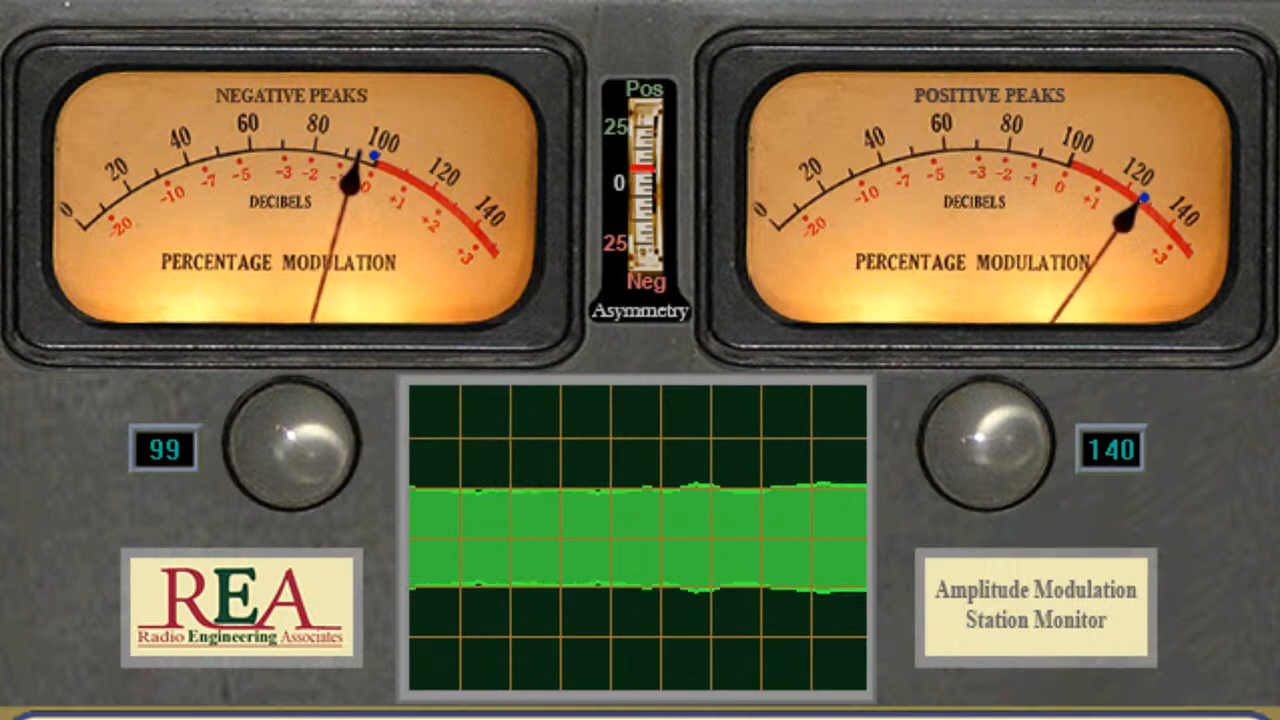 NEGATIVE PEAKS
0 20 40 60 80 100 120 140
-20 -10 -7 -5 -3 -2 -1 0 +1 +2 +3
DECIBELS
PERCENTAGE MODULATION
Pos
25
0
25
Neg
Asymmetry
POSITIVE PEAKS
0 20 40 60 80 100 120 140
-20 -10 -7 -5 -3 -2 -1 0 +1 -3
DECIBELS
PERCENTAGE MODULATION
99
140
REA
Radio Engineering Associates
Amplitude Modulation
Station Monitor